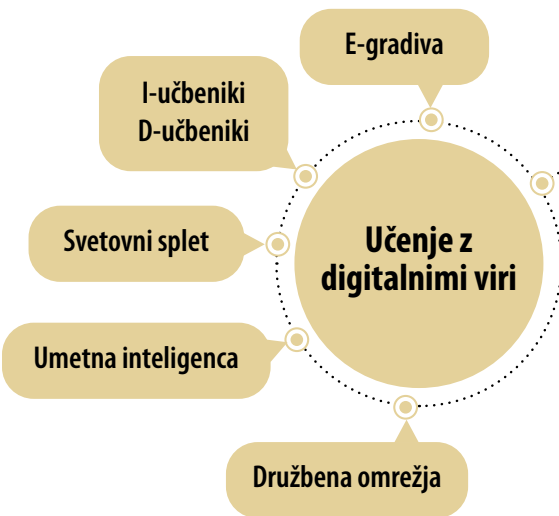 E-gradiva
I-učbeniki
D-učbeniki
Svetovni splet
Učenje z
digitalnimi viri
Umetna inteligenca
Družbena omrežja